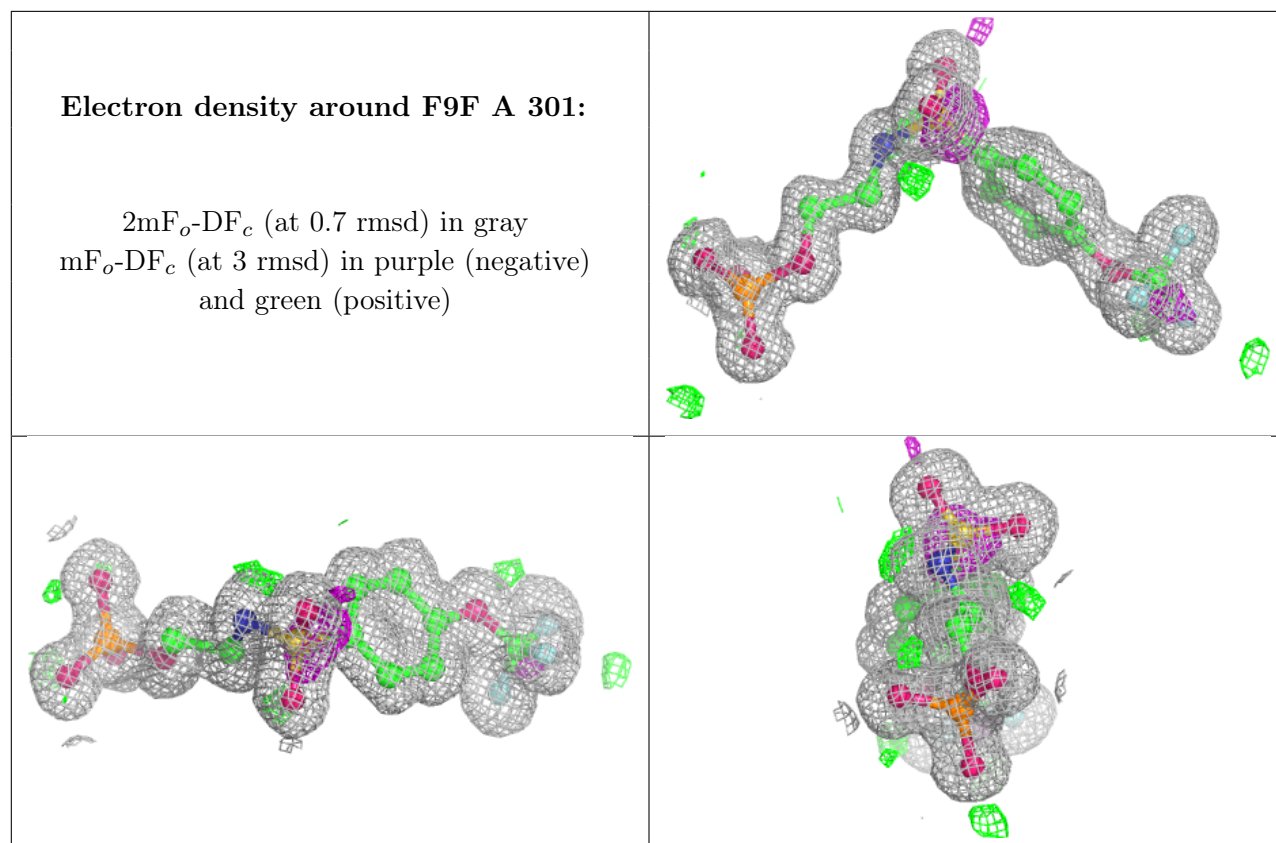 Electron density around F9F A 301:
2mFo-DFc (at 0.7 rmsd) in gray
mFo-DFc (at 3 rmsd) in purple (negative)
and green (positive)